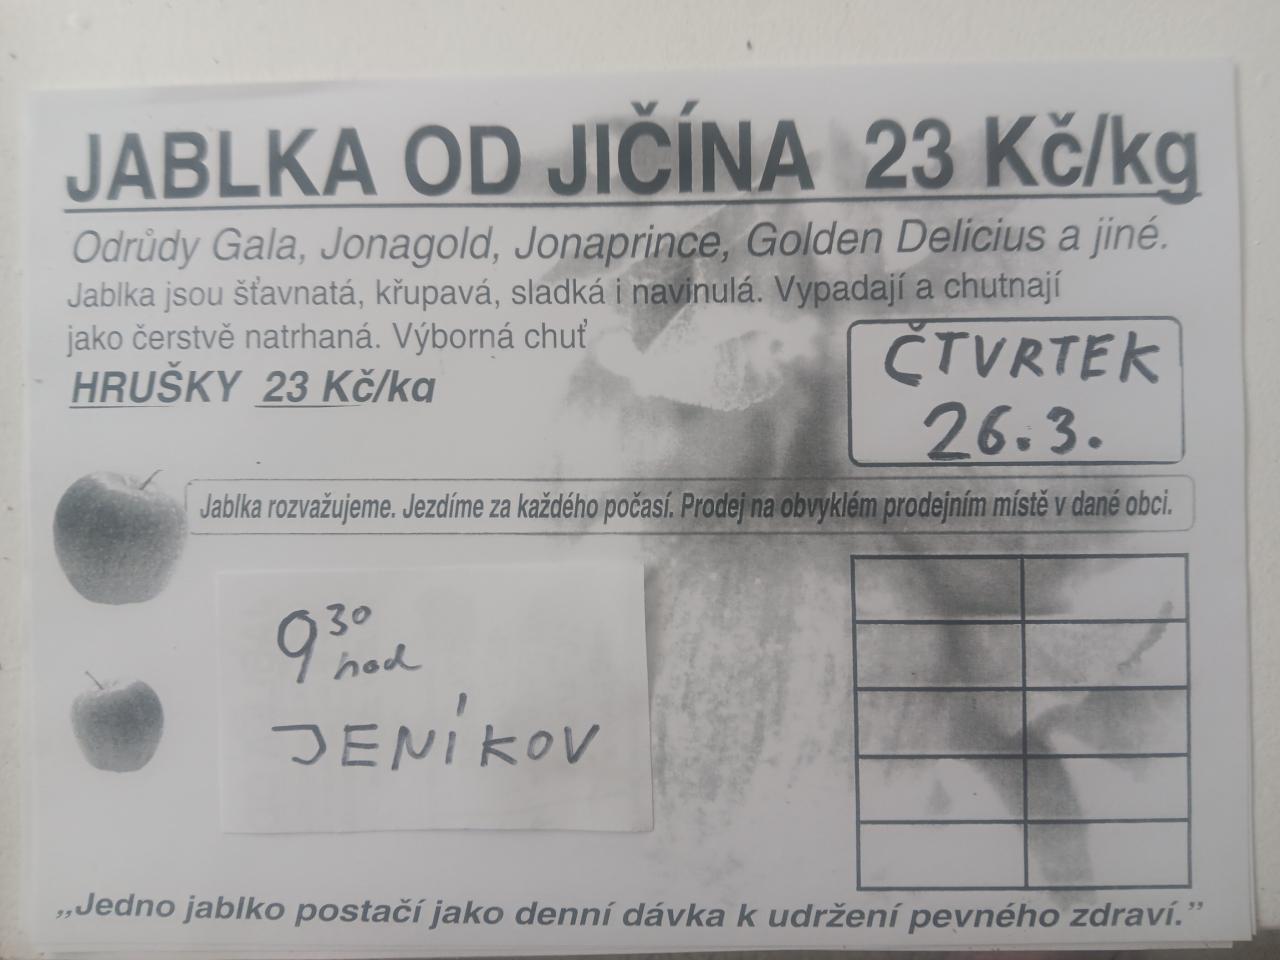 JABLKA OD JIČÍNA 23 Kč/kg
Odrůdy Gala, Jonagold, Jonaprince, Golden Delicius a jiné.
Jablka jsou šťavnatá, křupavá, sladká i navinulá. Vypadají a chutnají
jako čerstvě natrhaná. Výborná chuť
HRUŠKY 23 Kč/kg
ČTVRTEK
26.3.
Jablka rozvažujeme. Jezdíme za každého počasí. Prodej na obvyklém prodejním místě v dané obci.
9 30
hod
JENÍKOV
„Jedno jablko postačí jako denní dávka k udržení pevného zdraví.”